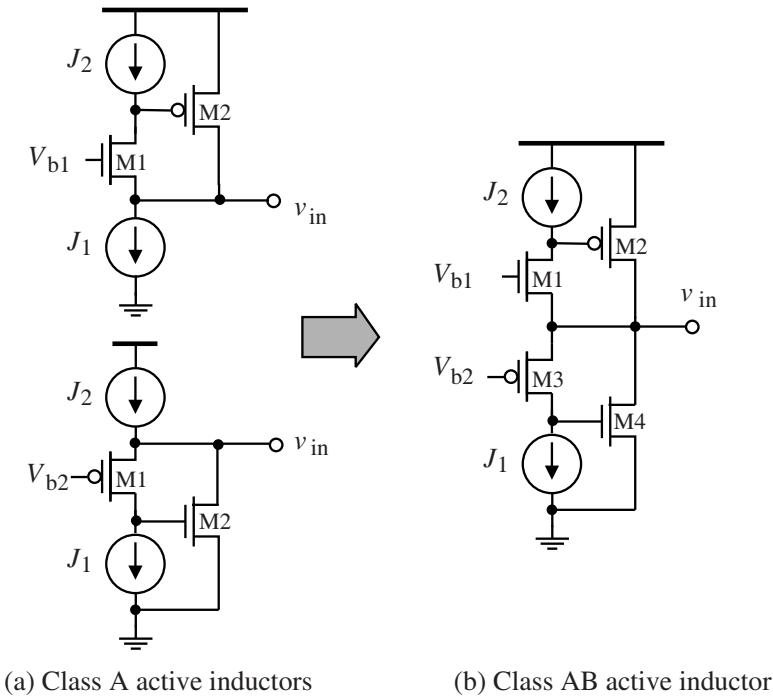 J2
M2
Vb1
M1
vin
J1
J2
vin
Vb2
M1
M2
J1
J2
M2
Vb1
M1
vin
Vb2
M3
M4
J1
(a) Class A active inductors
(b) Class AB active inductor